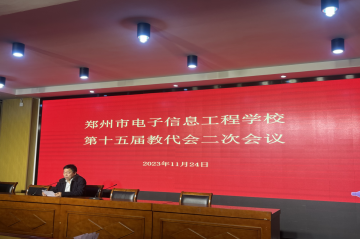 郑州市电子信息工程学校
第十五届教代会二次会议
2023年11月24日